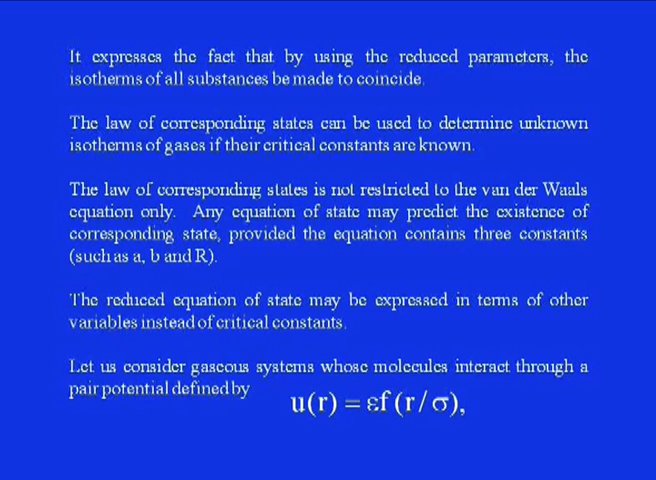 It expresses the fact that by using the reduced parameters, the
isotherms of all substances be made to coincide.
The law of corresponding states can be used to determine unknown
isotherms of gases if their critical constants are known.
The law of corresponding states is not restricted to the van der Waals
equation only. Any equation of state may predict the existence of
corresponding state, provided the equation contains three constants
(such as a, b and R).
The reduced equation of state may be expressed in terms of other
variables instead of critical constants.
Let us consider gaseous systems whose molecules interact through a
pair potential defined by
u(r) = εf (r / σ),